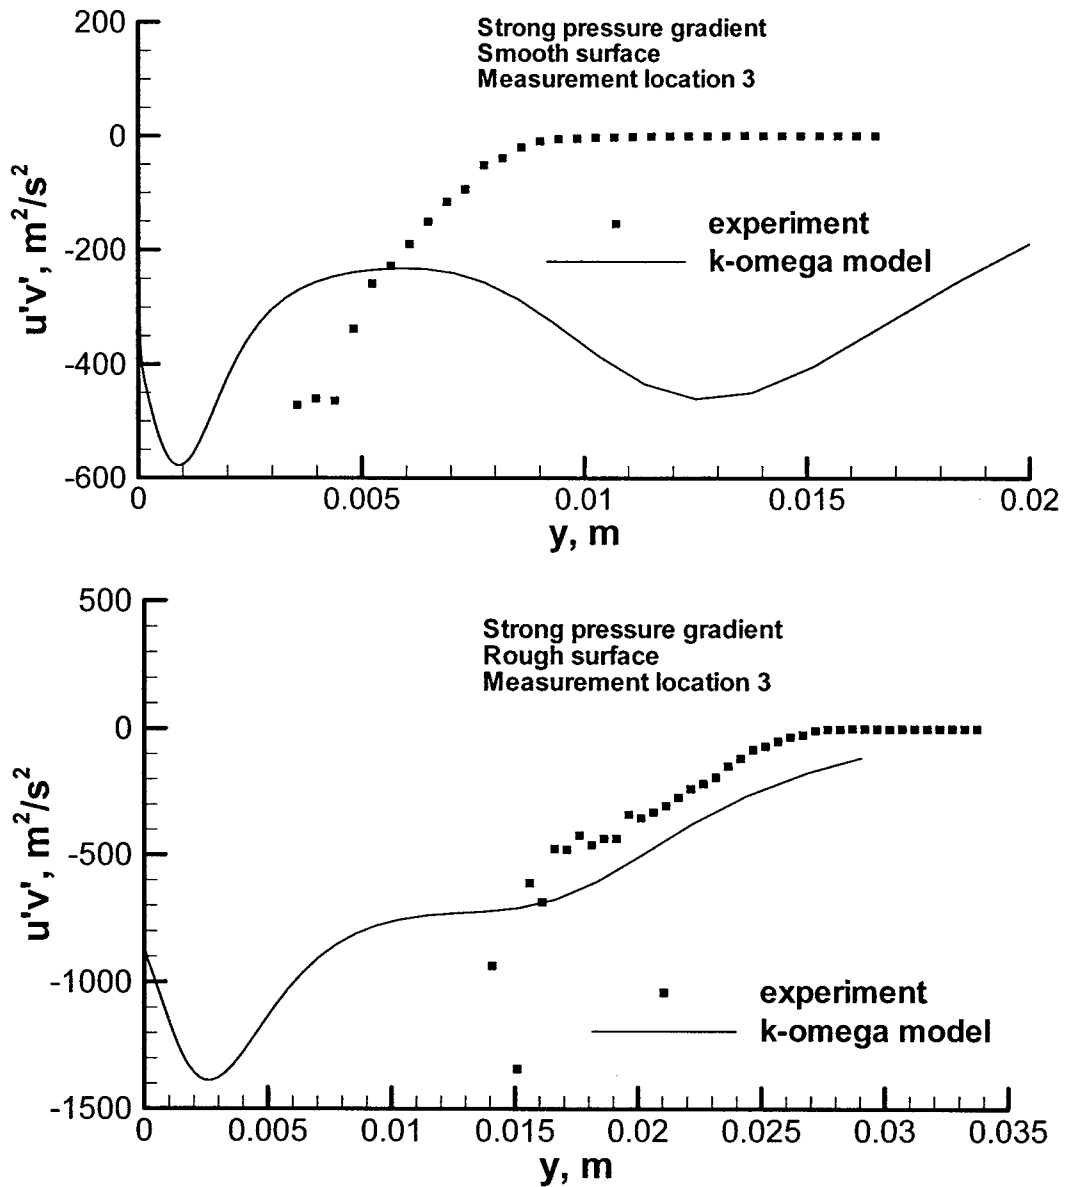 Strong pressure gradient
Smooth surface
Measurement location 3
200
0
-200
-400
-600
u'v', m²/s²
experiment
k-omega model
0
0.005
0.01
0.015
0.02
y, m
Strong pressure gradient
Rough surface
Measurement location 3
500
0
-500
-1000
-1500
u'v', m²/s²
experiment
k-omega model
0
0.005
0.01
0.015
0.02
0.025
0.03
0.035
y, m